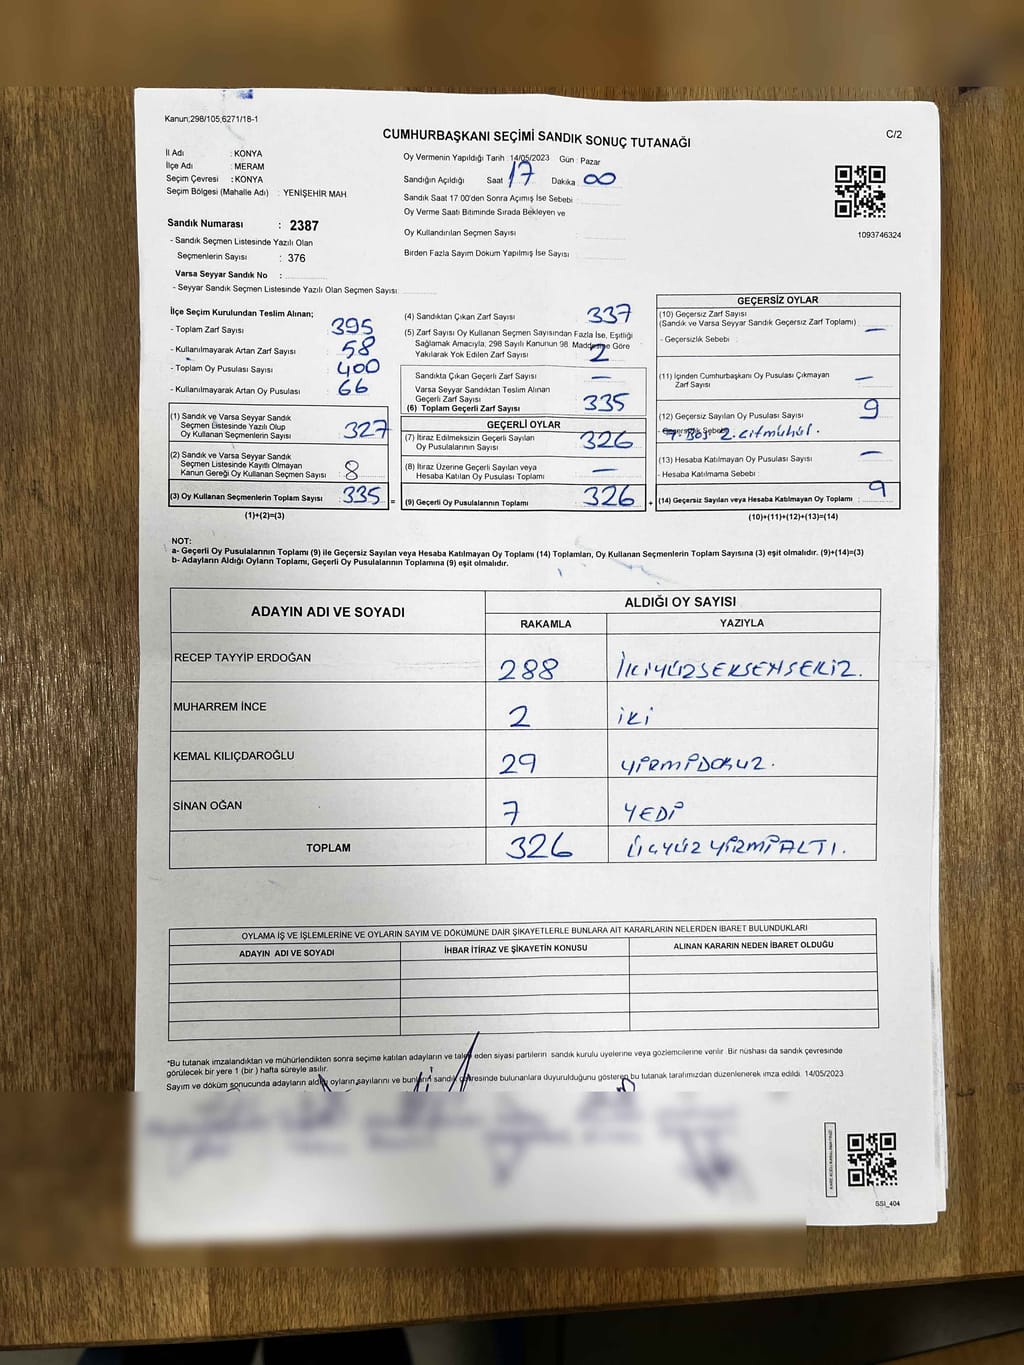 Kanun;298/105,6271/18-1
CUMHURBAŞKANI SEÇİMİ SANDIK SONUÇ TUTANAĞI
C/2
İl Adı : KONYA
İlçe Adı : MERAM
Seçim Çevresi : KONYA
Seçim Bölgesi (Mahalle Adı) : YENİŞEHİR MAH
Sandık Numarası : 2387
- Sandık Seçmen Listesinde Yazılı Olan
Seçmenlerin Sayısı : 376
Varsa Seyyar Sandık No :
- Seyyar Sandık Seçmen Listesinde Yazılı Olan Seçmen Sayısı
Oy Vermenin Yapıldığı Tarih : 14/05/2023 Gün : Pazar
Sandığın Açıldığı Saat 17 Dakika 00
Sandık Saat 17:00'den Sonra Açımış İse Sebebi
Oy Verme Saati Bitiminde Sırada Bekleyen ve
Oy Kullandırılan Seçmen Sayısı
Birden Fazla Sayım Döküm Yapılmış İse Sayısı
1093746324
İlçe Seçim Kurulundan Teslim Alınan;
- Toplam Zarf Sayısı 395
- Kullanılmayarak Artan Zarf Sayısı 58
- Toplam Oy Pusulası Sayısı 400
- Kullanılmayarak Artan Oy Pusulası 66
(1) Sandık ve Varsa Seyyar Sandık
Seçmen Listesinde Yazılı Olup
Oy Kullanan Seçmenlerin Sayısı 327
(2) Sandık ve Varsa Seyyar Sandık
Seçmen Listesinde Kayıtlı Olmayan
Kanun Gereği Oy Kullanan Seçmen Sayısı 8
(3) Oy Kullanan Seçmenlerin Toplam Sayısı 335 =
(1)+(2)=(3)
(4) Sandıktan Çıkan Zarf Sayısı 337
(5) Zarf Sayısı Oy Kullanan Seçmen Sayısından Fazla İse, Eşitliği
Sağlamak Amacıyla, 298 Sayılı Kanunun 98. Maddesine Göre
Yakılarak Yok Edilen Zarf Sayısı 2
Sandıkta Çıkan Geçerli Zarf Sayısı —
Varsa Seyyar Sandıktan Teslim Alınan
Geçerli Zarf Sayısı
(6) Toplam Geçerli Zarf Sayısı 335
GEÇERLİ OYLAR
(7) İtiraz Edilmeksizin Geçerli Sayılan
Oy Pusulasının Sayısı 326
(8) İtiraz Üzerine Geçerli Sayılan veya
Hesaba Katılan Oy Pusulası Toplamı —
(9) Geçerli Oy Pusulalarının Toplamı 326 +
GEÇERSİZ OYLAR
(10) Geçersiz Zarf Sayısı
(Sandık ve Varsa Seyyar Sandık Geçersiz Zarf Toplamı) —
- Geçersizlik Sebebi
(11) İçinden Cumhurbaşkanı Oy Pusulası Çıkmayan
Zarf Sayısı —
(12) Geçersiz Sayılan Oy Pusulası Sayısı 9
- Geçersizlik Sebebi 7. Boş 2. Çift mühür.
(13) Hesaba Katılmayan Oy Pusulası Sayısı —
- Hesaba Katılmama Sebebi :
(14) Geçersiz Sayılan veya Hesaba Katılmayan Oy Toplamı 9
(10)+(11)+(12)+(13)=(14)
NOT:
a- Geçerli Oy Pusulalarının Toplamı (9) ile Geçersiz Sayılan veya Hesaba Katılmayan Oy Toplamı (14) Toplamları, Oy Kullanan Seçmenlerin Toplam Sayısına (3) eşit olmalıdır. (9)+(14)=(3)
b- Adayların Aldığı Oyların Toplamı, Geçerli Oy Pusulalarının Toplamına (9) eşit olmalıdır.
ADAYIN ADI VE SOYADI
ALDIĞI OY SAYISI
RAKAMLA YAZIYLA
RECEP TAYYİP ERDOĞAN 288 İKİYÜZSEKSENSEKİZ.
MUHARREM İNCE 2 İKİ
KEMAL KILIÇDAROĞLU 29 YİRMİDOKUZ.
SİNAN OĞAN 7 YEDİ
TOPLAM 326 ÜÇYÜZ YİRMİALTI.
OYLAMA İŞ VE İŞLEMLERİNE VE OYLARIN SAYIM VE DÖKÜMÜNE DAİR ŞİKAYETLERLE BUNLARA AİT KARARLARIN NELERDEN İBARET BULUNDUKLARI
ADAYIN ADI VE SOYADI İHBAR İTİRAZ VE ŞİKAYETİN KONUSU ALINAN KARARIN NEDEN İBARET OLDUĞU
*Bu tutanak imzalandıktan ve mühürlendikten sonra seçime katılan adayların ve talep eden siyasi partilerin sandık kurulu üyelerine veya gözlemcilerine verilir. Bir nüshası da sandık çevresinde
görülecek bir yere 1 (bir ) hafta süreyle asılır.
Sayım ve döküm sonucunda adayların aldığı oyların sayılarını ve bunların sandık çevresinde bulunanlara duyurulduğunu gösteren bu tutanak tarafımızdan düzenlenerek imza edildi. 14/05/2023
SSI_404